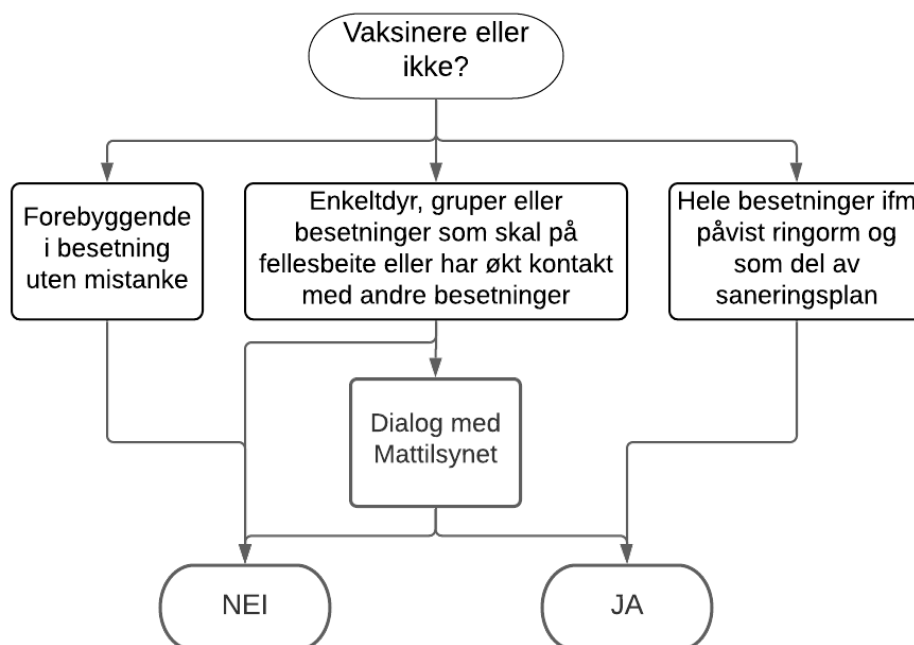 Vaksinere eller
ikke?
Forebyggende
i besetning
uten mistanke
Enkeltdyr, gruper eller
besetninger som skal på
fellesbeite eller har økt kontakt
med andre besetninger
Hele besetninger ifm
påvist ringorm og
som del av
saneringsplan
Dialog med
Mattilsynet
NEI
JA